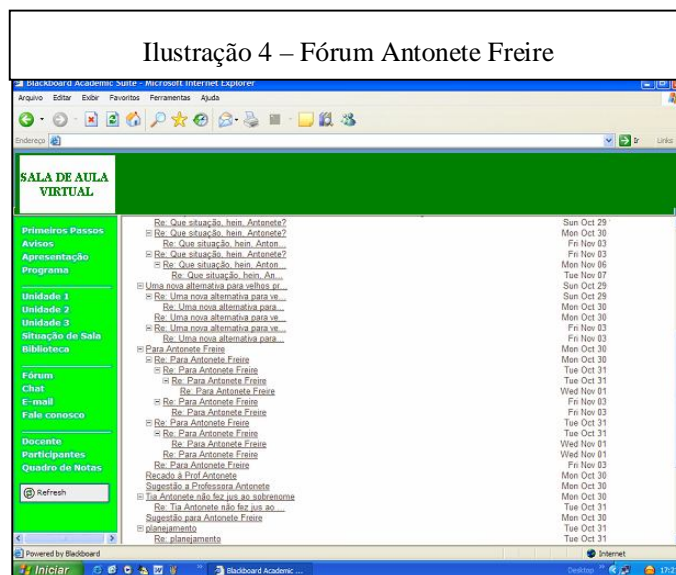 Ilustração 4 – Fórum Antonete Freire
Blackboard Academic Suite - Microsoft Internet Explorer
Arquivo Editar Exibir Favoritos Ferramentas Ajuda
Endereço Ir Links
SALA DE AULA
VIRTUAL
Primeiros Passos
Avisos
Apresentação
Programa
Unidade 1
Unidade 2
Unidade 3
Situação de Sala
Biblioteca
Fórum
Chat
E-mail
Fale conosco
Docente
Participantes
Quadro de Notas
Refresh
Re: Que situação, hein, Antonete? Sun Oct 29
Re: Que situação, hein, Antonete? Mon Oct 30
Re: Que situação, hein, Anton... Fri Nov 03
Re: Que situação, hein, Antonete? Fri Nov 03
Re: Que situação, hein, Anton... Mon Nov 06
Re: Que situação, hein, An... Tue Nov 07
Uma nova alternativa para velhos pr... Sun Oct 29
Re: Uma nova alternativa para ve... Sun Oct 29
Re: Uma nova alternativa para... Mon Oct 30
Re: Uma nova alternativa para ve... Mon Oct 30
Re: Uma nova alternativa para ve... Fri Nov 03
Re: Uma nova alternativa para... Fri Nov 03
Para Antonete Freire Mon Oct 30
Re: Para Antonete Freire Mon Oct 30
Re: Para Antonete Freire Tue Oct 31
Re: Para Antonete Freire Tue Oct 31
Re: Para Antonete Freire Wed Nov 01
Re: Para Antonete Freire Fri Nov 03
Re: Para Antonete Freire Fri Nov 03
Re: Para Antonete Freire Tue Oct 31
Re: Para Antonete Freire Tue Oct 31
Re: Para Antonete Freire Wed Nov 01
Re: Para Antonete Freire Wed Nov 01
Re: Para Antonete Freire Fri Nov 03
Recado à Prof Antonete Mon Oct 30
Sugestão a Professora Antonete Mon Oct 30
Tia Antonete não fez jus ao sobrenome Mon Oct 30
Re: Tia Antonete não fez jus ao .... Tue Oct 31
Sugestão para Antonete Freire Mon Oct 30
planejamento Tue Oct 31
Re: planejamento Tue Oct 31
Powered by Blackboard Internet
Iniciar Blackboard Academic ... Desktop